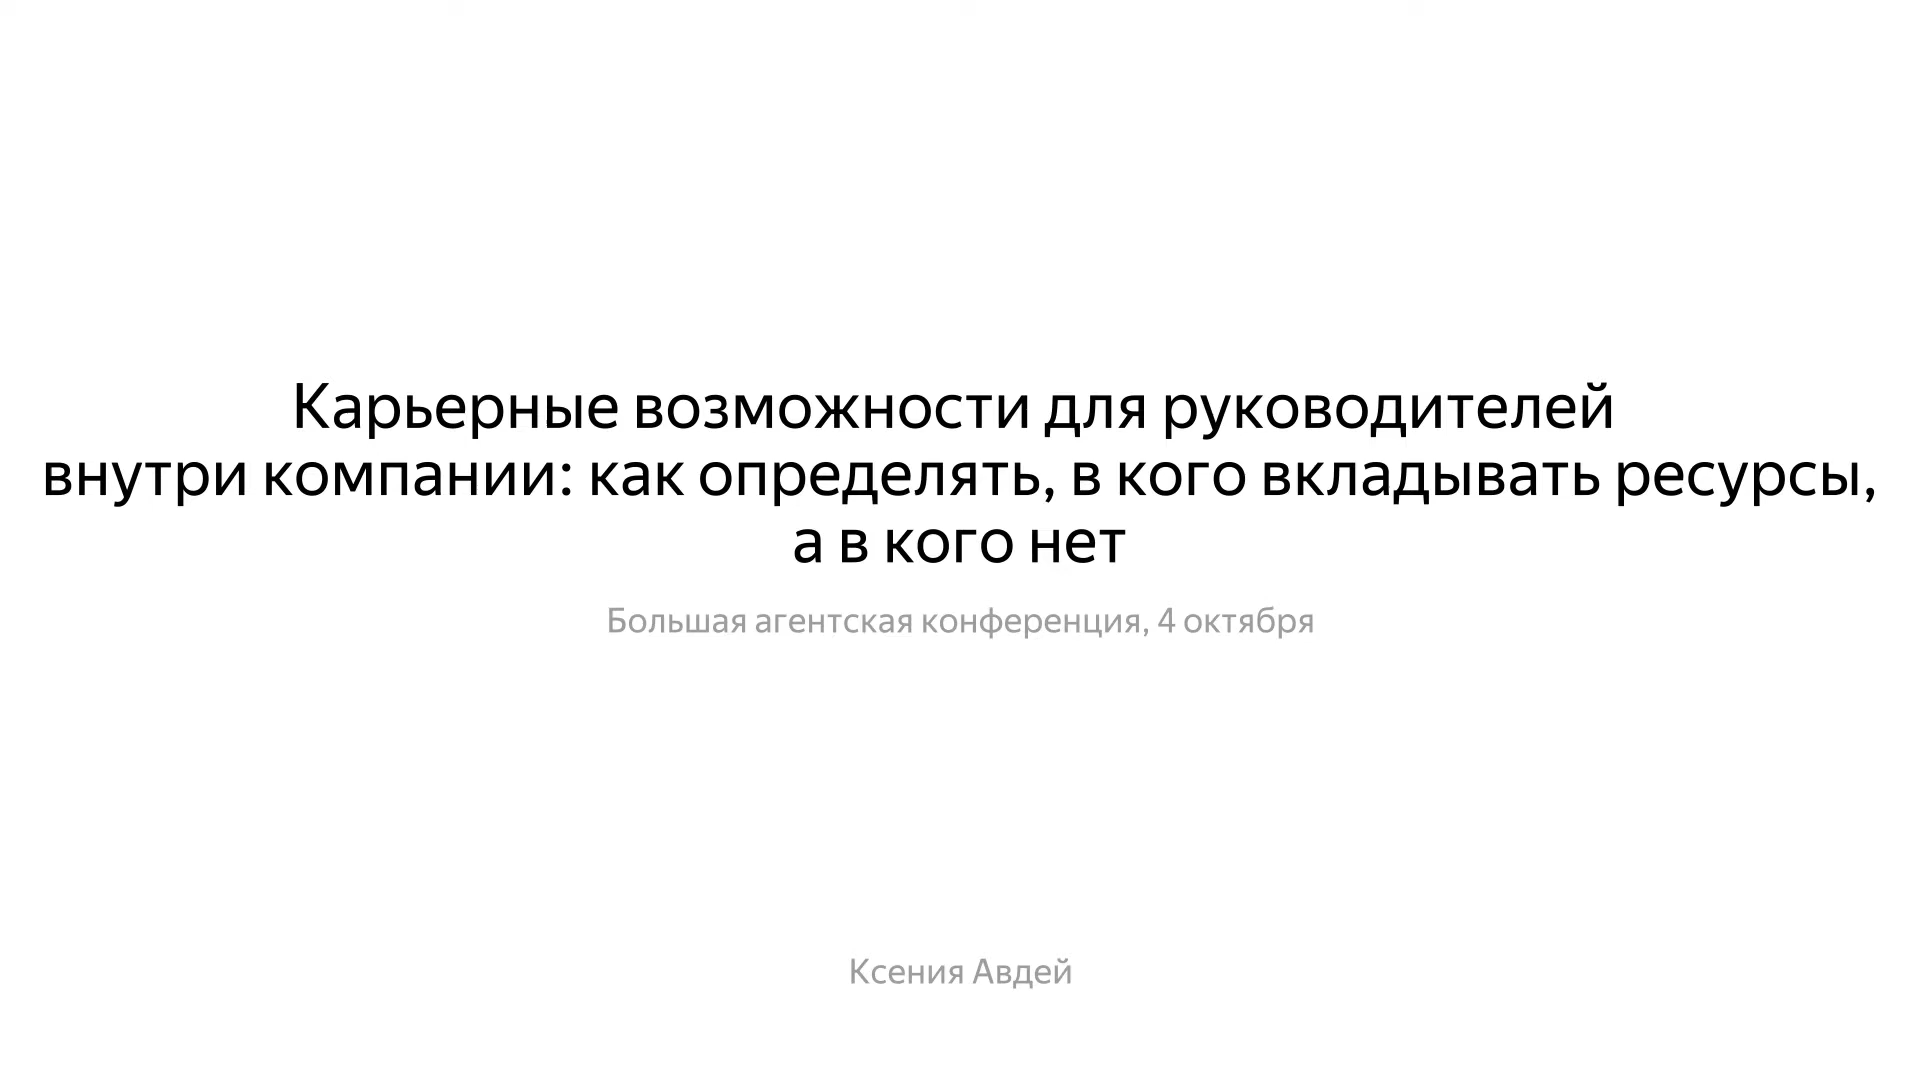 Карьерные возможности для руководителей
внутри компании: как определять, в кого вкладывать ресурсы,
а в кого нет
Большая агентская конференция, 4 октября
Ксения Авдей